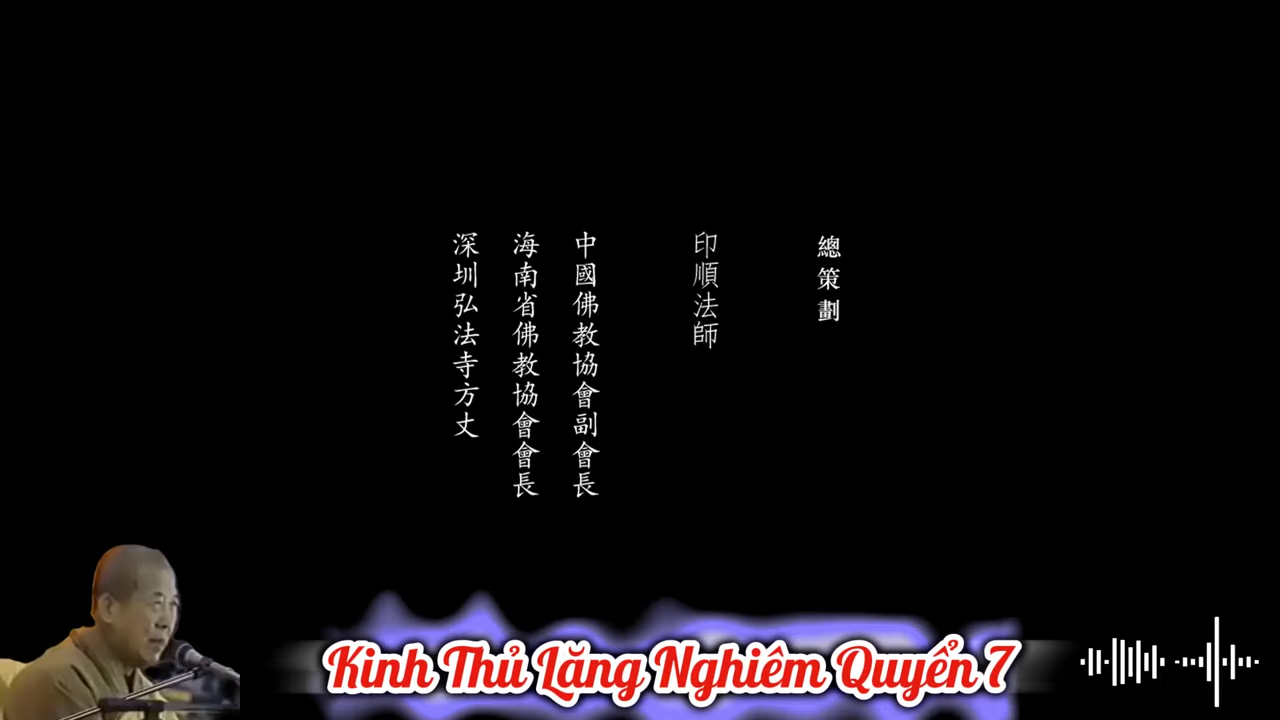 總策劃
印順法師
中國佛教協會副會長
海南省佛教協會會長
深圳弘法寺方丈
Kinh Thủ Lăng Nghiêm Quyển 7